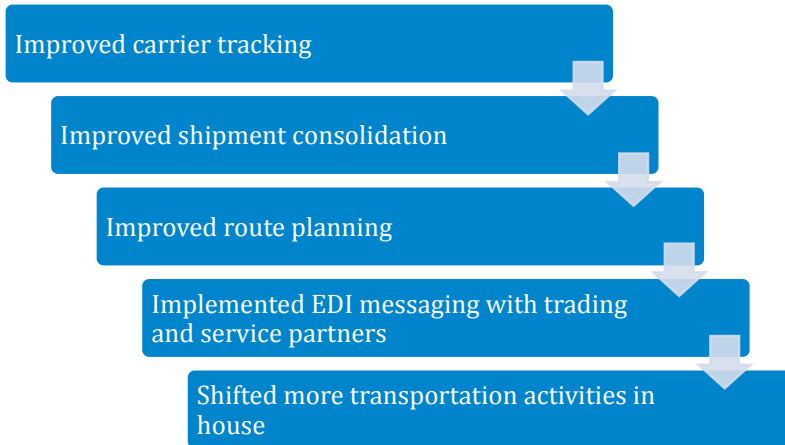 Improved carrier tracking
Improved shipment consolidation
Improved route planning
Implemented EDI messaging with trading
and service partners
Shifted more transportation activities in
house